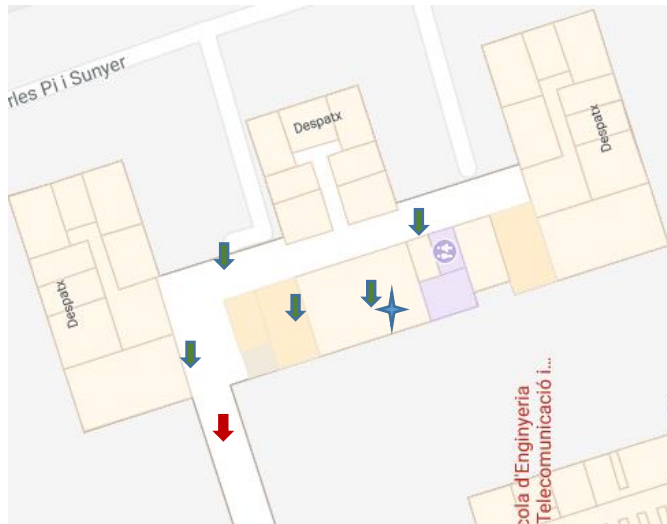 rles Pi i Sunyer
Despatx
Despatx
Despatx
cola d'Enginyeria
Telecomunicació i...